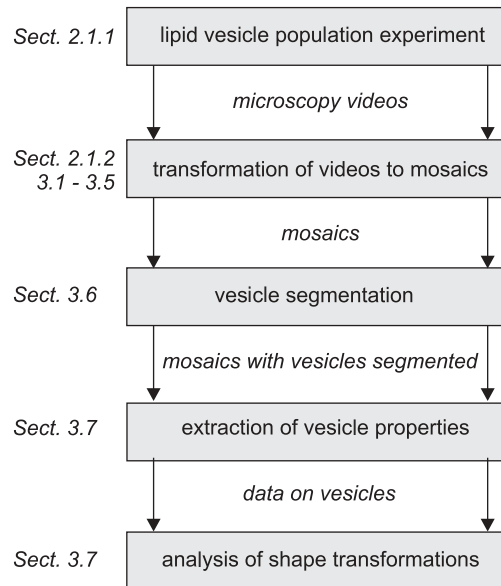 Sect. 2.1.1
lipid vesicle population experiment
microscopy videos
Sect. 2.1.2
3.1 - 3.5
transformation of videos to mosaics
mosaics
Sect. 3.6
vesicle segmentation
mosaics with vesicles segmented
Sect. 3.7
extraction of vesicle properties
data on vesicles
Sect. 3.7
analysis of shape transformations